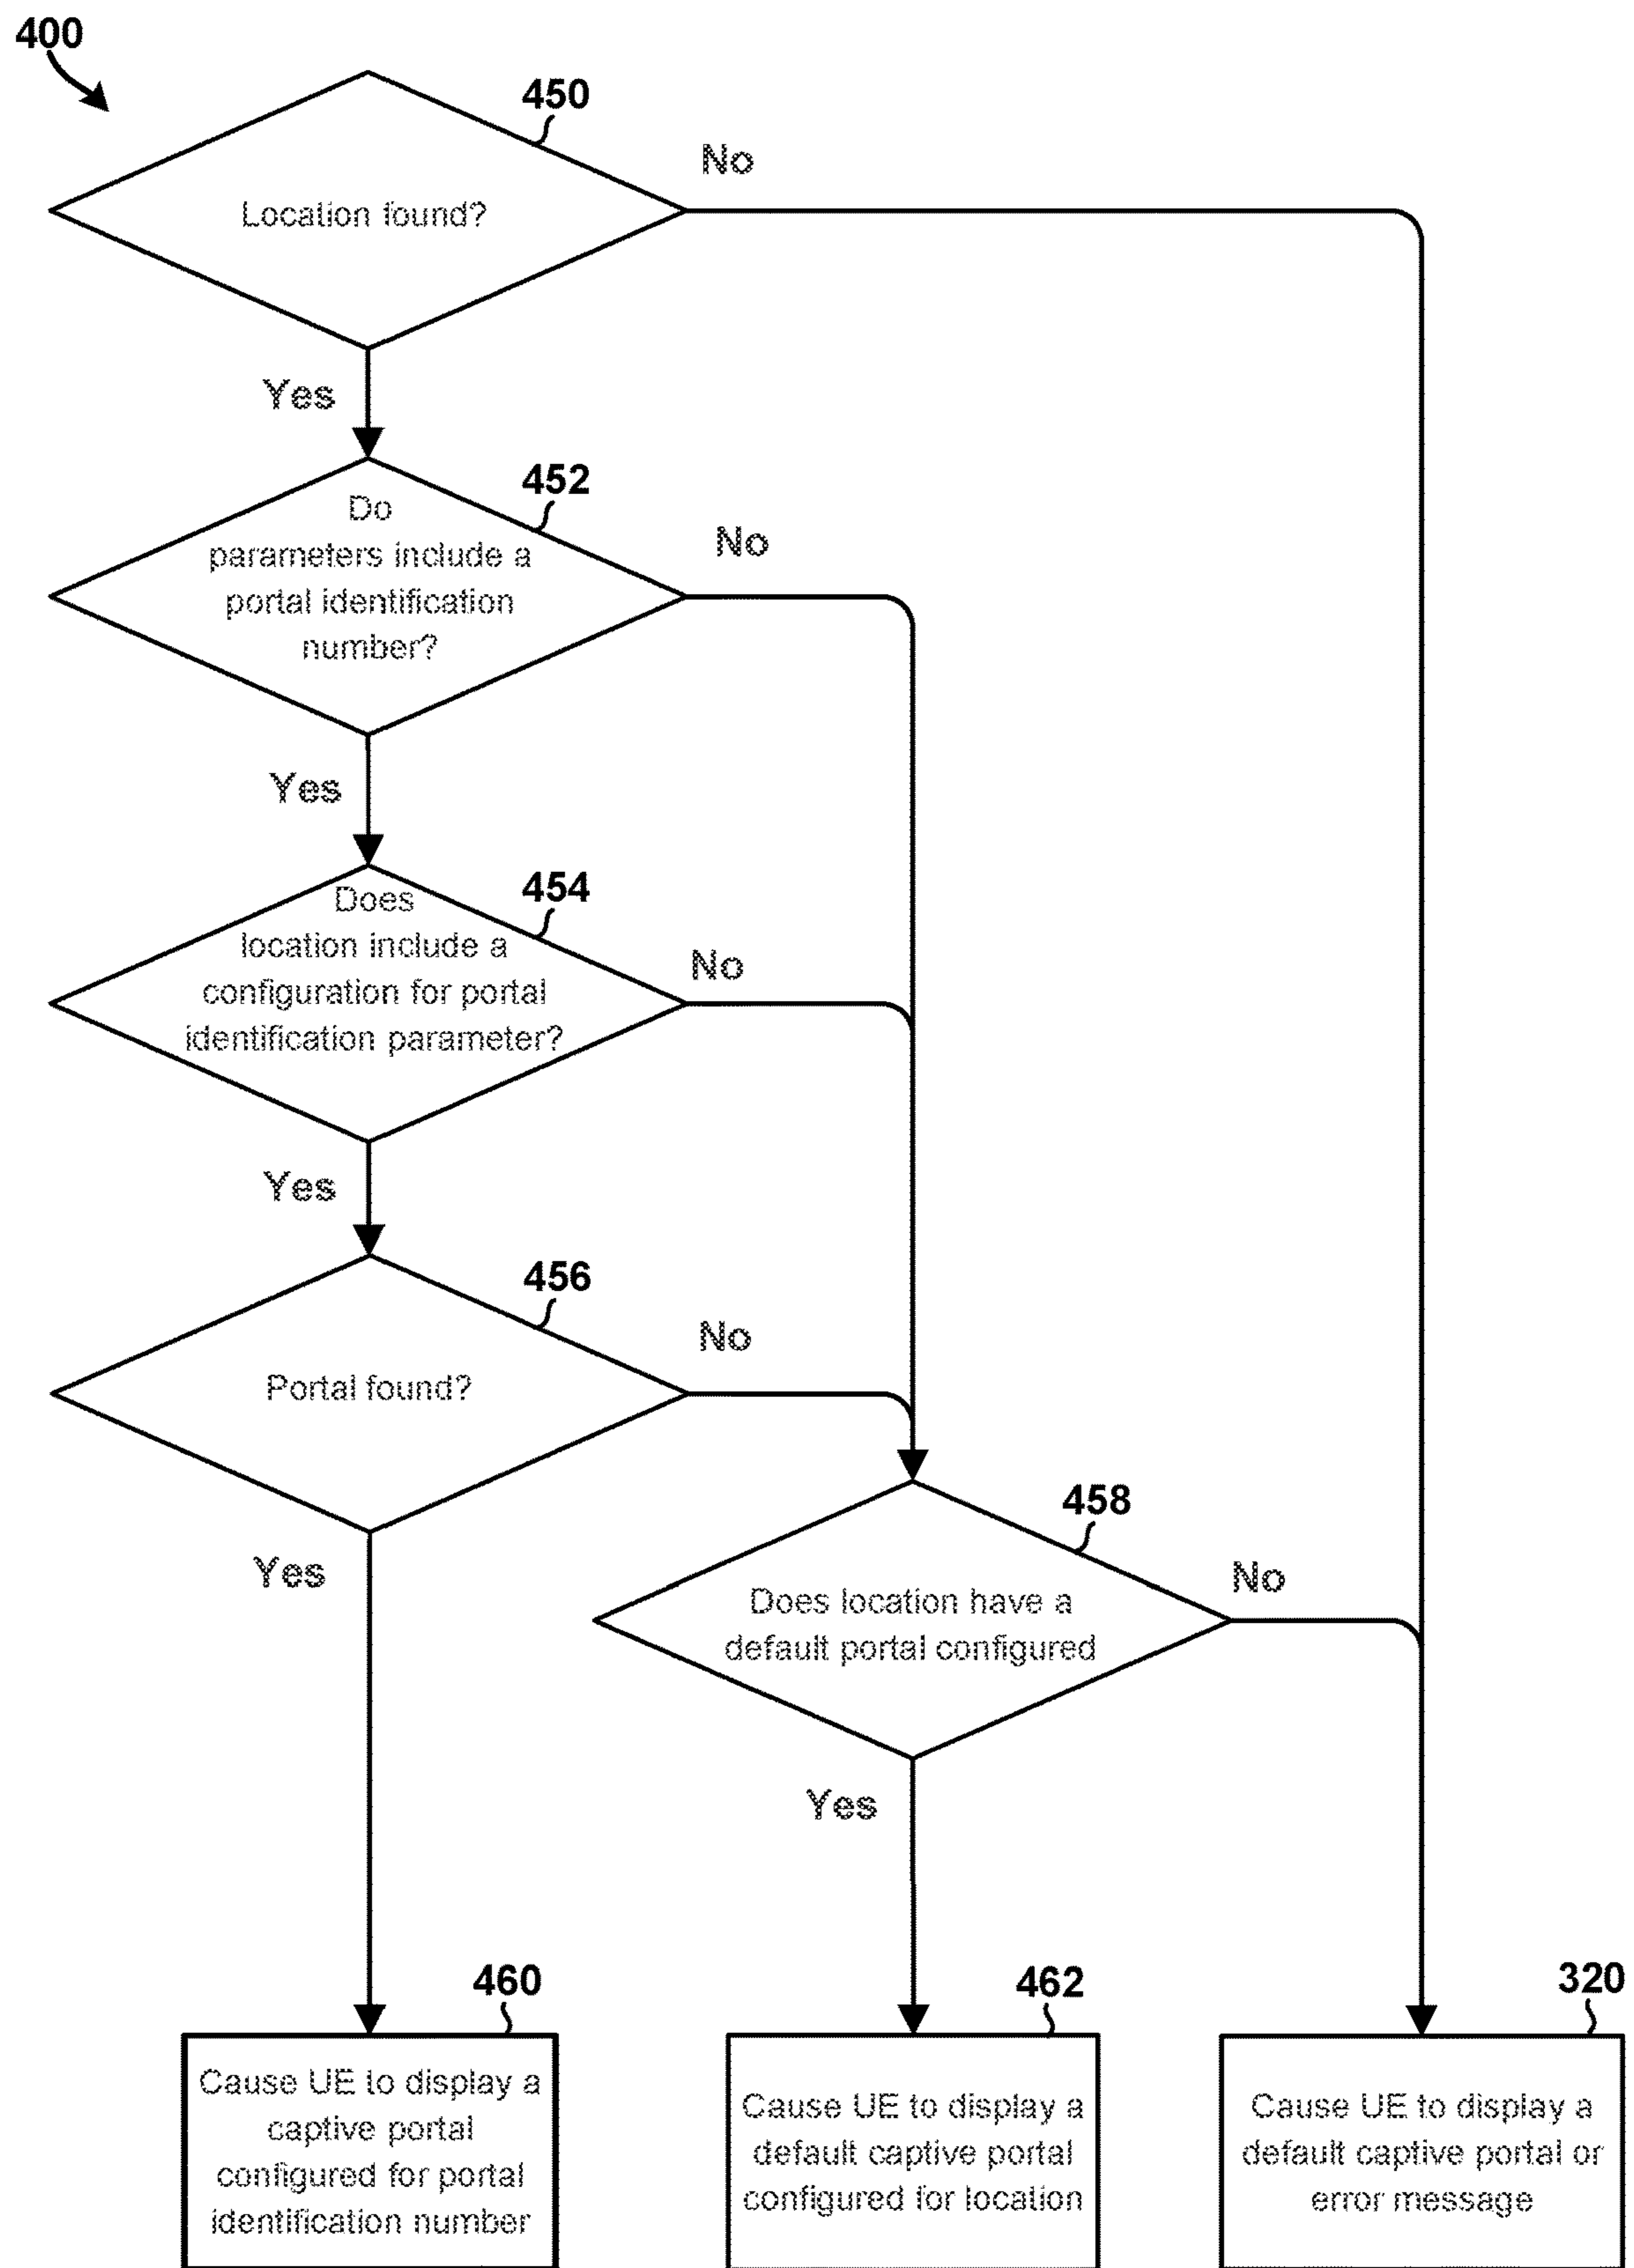 400
450
No
Location found?
Yes
452
Do
parameters include a
portal identification
number?
No
Yes
454
Does
location include a
configuration for portal
identification parameter?
No
Yes
456
No
Portal found?
458
Yes
No
Does location have a
default portal configured
Yes
460
462
320
Cause UE to display a
captive portal
configured for portal
identification number
Cause UE to display a
default captive portal
configured for location
Cause UE to display a
default captive portal or
error message